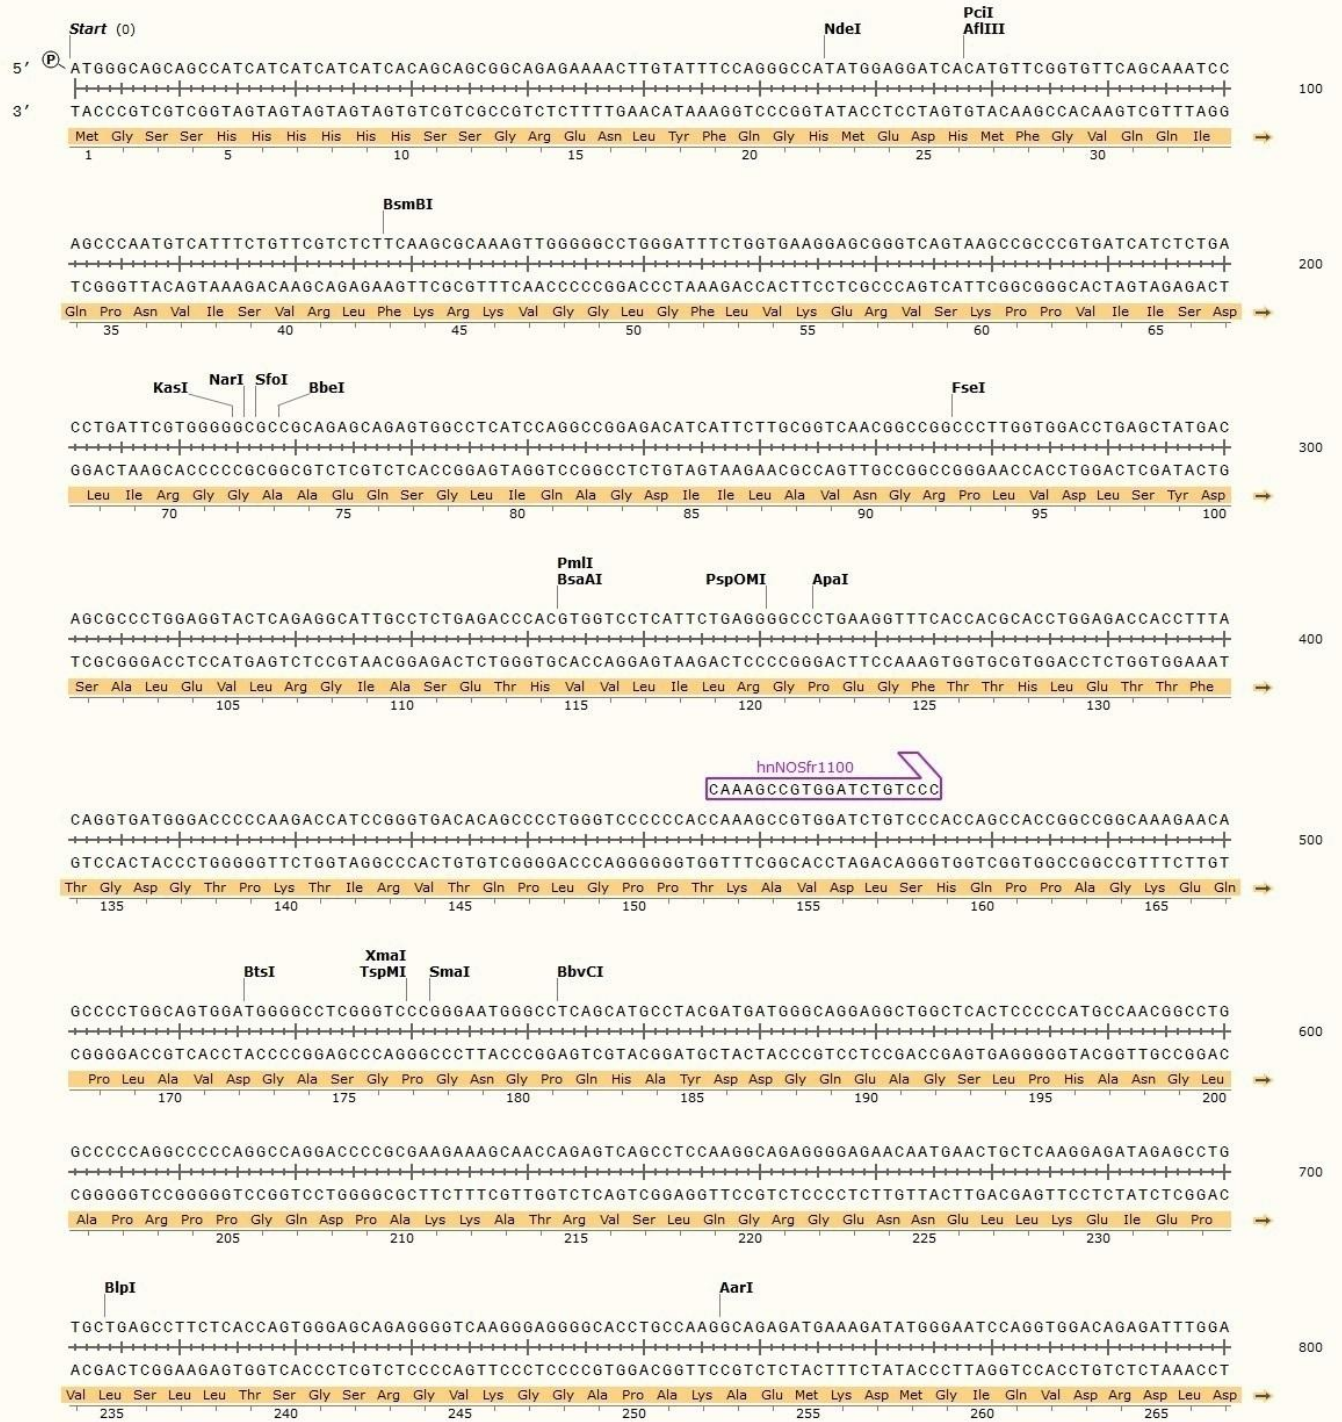 Start (0)
NdeI
PciI
AflIII
5′ P ATGGGCAGCAGCCATCATCATCATCATCACAGCAGCGGCAGAGAAAACTTGTATTTCCAGGGCCATATGGAGGATCACATGTTCGGTGTTCAGCAAATCC
100
3′ TACCCGTCGTCGGTAGTAGTAGTAGTAGTGTCGTCGCCGTCTCTTTTGAACATAAAGGTCCCGGTATACCTCCTAGTGTACAAGCCACAAGTCGTTTAGG
Met Gly Ser Ser His His His His His His Ser Ser Gly Arg Glu Asn Leu Tyr Phe Gln Gly His Met Glu Asp His Met Phe Gly Val Gln Gln Ile
1 5 10 15 20 25 30
BsmBI
AGCCCAATGTCATTTCTGTTCGTCTCTTCAAGCGCAAAGTTGGGGGCCTGGGATTTCTGGTGAAGGAGCGGGTCAGTAAGCCGCCCGTGATCATCTCTGA
200
TCGGGTTACAGTAAAGACAAGCAGAGAAGTTCGCGTTTCAACCCCCGGACCCTAAAGACCACTTCCTCGCCCAGTCATTCGGCGGGCACTAGTAGAGACT
Gln Pro Asn Val Ile Ser Val Arg Leu Phe Lys Arg Lys Val Gly Gly Leu Gly Phe Leu Val Lys Glu Arg Val Ser Lys Pro Pro Val Ile Ile Ser Asp
35 40 45 50 55 60 65
KasI NarI SfoI BbeI FseI
CCTGATTCGTGGGGGCGCCGCAGAGCAGAGTGGCCTCATCCAGGCCGGAGACATCATTCTTGCGGTCAACGGCCGGCCCTTGGTGGACCTGAGCTATGAC
300
GGACTAAGCACCCCCGCGGCGTCTCGTCTCACCGGAGTAGGTCCGGCCTCTGTAGTAAGAACGCCAGTTGCCGGCCGGGAACCACCTGGACTCGATACTG
Leu Ile Arg Gly Gly Ala Ala Glu Gln Ser Gly Leu Ile Gln Ala Gly Asp Ile Ile Leu Ala Val Asn Gly Arg Pro Leu Val Asp Leu Ser Tyr Asp
70 75 80 85 90 95 100
PmlI
BsaAI PspOMI ApaI
AGCGCCCTGGAGGTACTCAGAGGCATTGCCTCTGAGACCCACGTGGTCCTCATTCTGAGGGGCCCTGAAGGTTTCACCACGCACCTGGAGACCACCTTTA
400
TCGCGGGACCTCCATGAGTCTCCGTAACGGAGACTCTGGGTGCACCAGGAGTAAGACTCCCCGGGACTTCCAAAGTGGTGCGTGGACCTCTGGTGGAAAT
Ser Ala Leu Glu Val Leu Arg Gly Ile Ala Ser Glu Thr His Val Val Leu Ile Leu Arg Gly Pro Glu Gly Phe Thr Thr His Leu Glu Thr Thr Phe
105 110 115 120 125 130
hnNOSfr1100
CAAAGCCGTGGATCTGTCCC
CAGGTGATGGGACCCCCAAGACCATCCGGGTGACACAGCCCCTGGGTCCCCCCACCAAAGCCGTGGATCTGTCCCACCAGCCACCGGCCGGCAAAGAACA
500
GTCCACTACCCTGGGGGTTCTGGTAGGCCCACTGTGTCGGGGACCCAGGGGGGTGGTTTCGGCACCTAGACAGGGTGGTCGGTGGCCGGCCGTTTCTTGT
Thr Gly Asp Gly Thr Pro Lys Thr Ile Arg Val Thr Gln Pro Leu Gly Pro Pro Thr Lys Ala Val Asp Leu Ser His Gln Pro Pro Ala Gly Lys Glu Gln
135 140 145 150 155 160 165
XmaI
BtsI TspMI SmaI BbvCI
GCCCCTGGCAGTGGATGGGGCCTCGGGTCCCGGGAATGGGCCTCAGCATGCCTACGATGATGGGCAGGAGGCTGGCTCACTCCCCCATGCCAACGGCCTG
600
CGGGGACCGTCACCTACCCCGGAGCCCAGGGCCCTTACCCGGAGTCGTACGGATGCTACTACCCGTCCTCCGACCGAGTGAGGGGGTACGGTTGCCGGAC
Pro Leu Ala Val Asp Gly Ala Ser Gly Pro Gly Asn Gly Pro Gln His Ala Tyr Asp Asp Gly Gln Glu Ala Gly Ser Leu Pro His Ala Asn Gly Leu
170 175 180 185 190 195 200
GCCCCCAGGCCCCCAGGCCAGGACCCCGCGAAGAAAGCAACCAGAGTCAGCCTCCAAGGCAGAGGGGAGAACAATGAACTGCTCAAGGAGATAGAGCCTG
700
CGGGGGTCCGGGGGTCCGGTCCTGGGGCGCTTCTTTCGTTGGTCTCAGTCGGAGGTTCCGTCTCCCCTCTTGTTACTTGACGAGTTCCTCTATCTCGGAC
Ala Pro Arg Pro Pro Gly Gln Asp Pro Ala Lys Lys Ala Thr Arg Val Ser Leu Gln Gly Arg Gly Glu Asn Asn Glu Leu Leu Lys Glu Ile Glu Pro
205 210 215 220 225 230
BlpI AarI
TGCTGAGCCTTCTCACCAGTGGGAGCAGAGGGGTCAAGGGAGGGGCACCTGCCAAGGCAGAGATGAAAGATATGGGAATCCAGGTGGACAGAGATTTGGA
800
ACGACTCGGAAGAGTGGTCACCCTCGTCTCCCCAGTTCCCTCCCCGTGGACGGTTCCGTCTCTACTTTCTATACCCTTAGGTCCACCTGTCTCTAAACCT
Val Leu Ser Leu Leu Thr Ser Gly Ser Arg Gly Val Lys Gly Gly Ala Pro Ala Lys Ala Glu Met Lys Asp Met Gly Ile Gln Val Asp Arg Asp Leu Asp
235 240 245 250 255 260 265